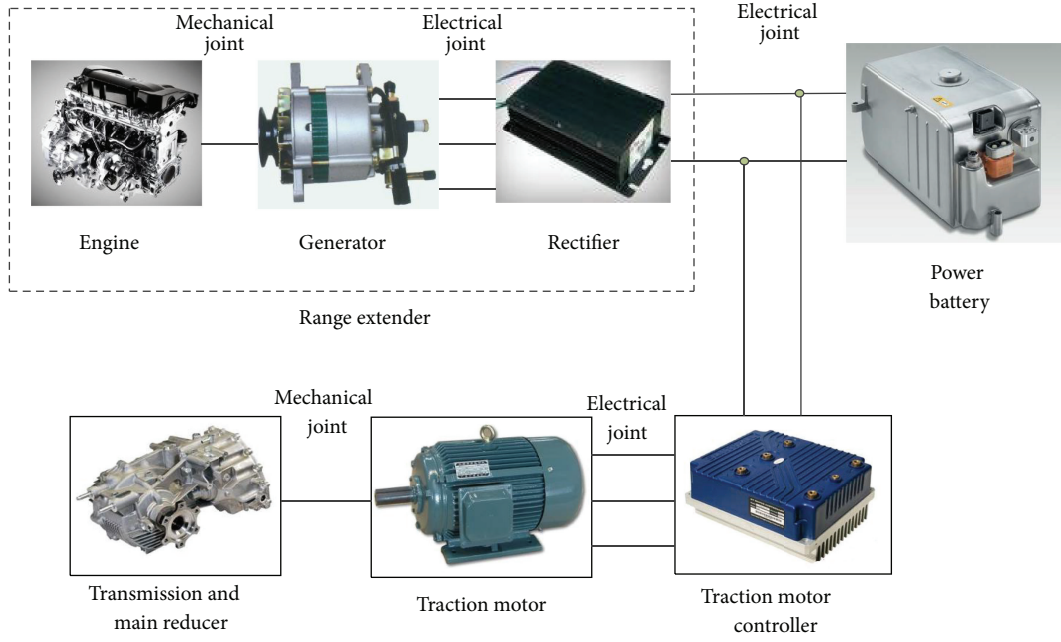 Mechanical
joint
Electrical
joint
Electrical
joint
Engine
Generator
Rectifier
Power
battery
Range extender
Mechanical
joint
Electrical
joint
Transmission and
main reducer
Traction motor
Traction motor
controller